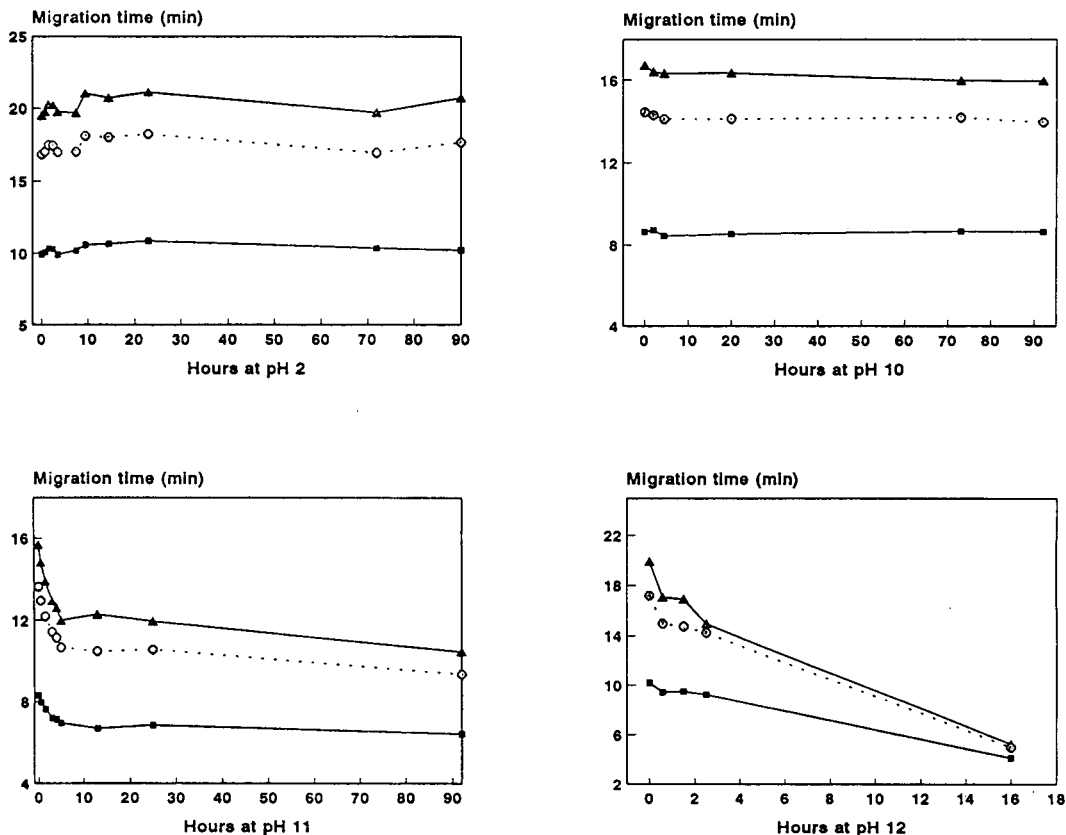 Migration time (min)
25
20
15
10
5
0 10 20 30 40 50 60 70 80 90
Hours at pH 2
Migration time (min)
16
12
8
4
0 10 20 30 40 50 60 70 80 90
Hours at pH 10
Migration time (min)
16
12
8
4
0 10 20 30 40 50 60 70 80 90
Hours at pH 11
Migration time (min)
22
18
14
10
6
2
0 2 4 6 8 10 12 14 16 18
Hours at pH 12